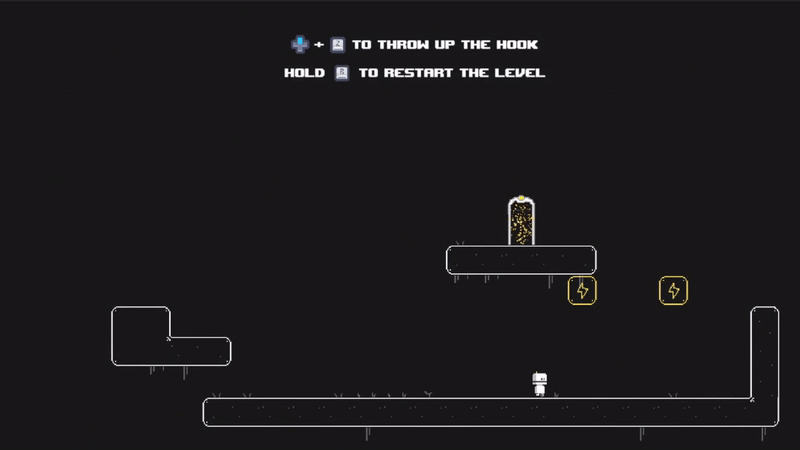 + Z TO THROW UP THE HOOK
HOLD R TO RESTART THE LEVEL